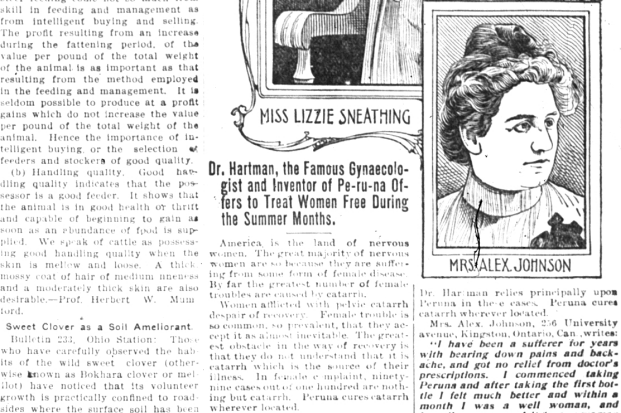 skill in feeding and management as
from intelligent buying and selling.
The profit resulting from an increase
during the fattening period, of the
value per pound of the total weight
of the animal is as important as that
resulting from the method employed
in the feeding and management. It is
seldom possible to produce at a profit
gains which do not increase the value
per pound of the total weight of the
animal. Hence the importance of in-
telligent buying, or the selection of
feeders and stockers of good quality.
(b) Handling quality. Good han-
dling quality indicates that the pos-
sessor is a good feeder. It shows that
the animal is in good health or thrift
and capable of beginning to gain as
soon as an abundance of food is sup-
plied. We speak of cattle as possess-
ing good handling quality when the
skin is mellow and loose. A thick
mossy coat of hair of medium fineness
and a moderately thick skin are also
desirable.—Prof. Herbert W. Mum-
ford.
Sweet Clover as a Soil Ameliorant.
Bulletin 233, Ohio Station: Those
who have carefully observed the hab-
its of the wild sweet clover (other-
wise known as Bokhara clover or mel-
ilot) have noticed that its volunteer
growth is practically confined to road-
sides where the surface soil has been
MISS LIZZIE SNEATHING
Dr. Hartman, the Famous Gynaecolo-
gist and Inventor of Pe-ru-na Of-
fers to Treat Women Free During
the Summer Months.
America is the land of nervous
women. The great majority of nervous
women are so because they are suffer-
ing from some form of female disease.
By far the greatest number of female
troubles are caused by catarrh.
Women afflicted with pelvic catarrh
despair of recovery. Female trouble is
so common, so prevalent, that they ac-
cept it as almost inevitable. The great-
est obstacle in the way of recovery is
that they do not understand that it is
catarrh which is the source of their
illness. In female complaint, ninety-
nine cases out of one hundred are noth-
ing but catarrh. Peruna cures catarrh
wherever located.
MRS. ALEX. JOHNSON
Dr. Hartman relies principally upon
Peruna in these cases. Peruna cures
catarrh wherever located.
Mrs. Alex. Johnson, 256 University
avenue, Kingston, Ontario, Can., writes:
"I have been a sufferer for years
with bearing down pains and back-
ache, and got no relief from doctor's
prescriptions. I commenced taking
Peruna and after taking the first bot-
tle I felt much better and within a
month I was a well woman, and